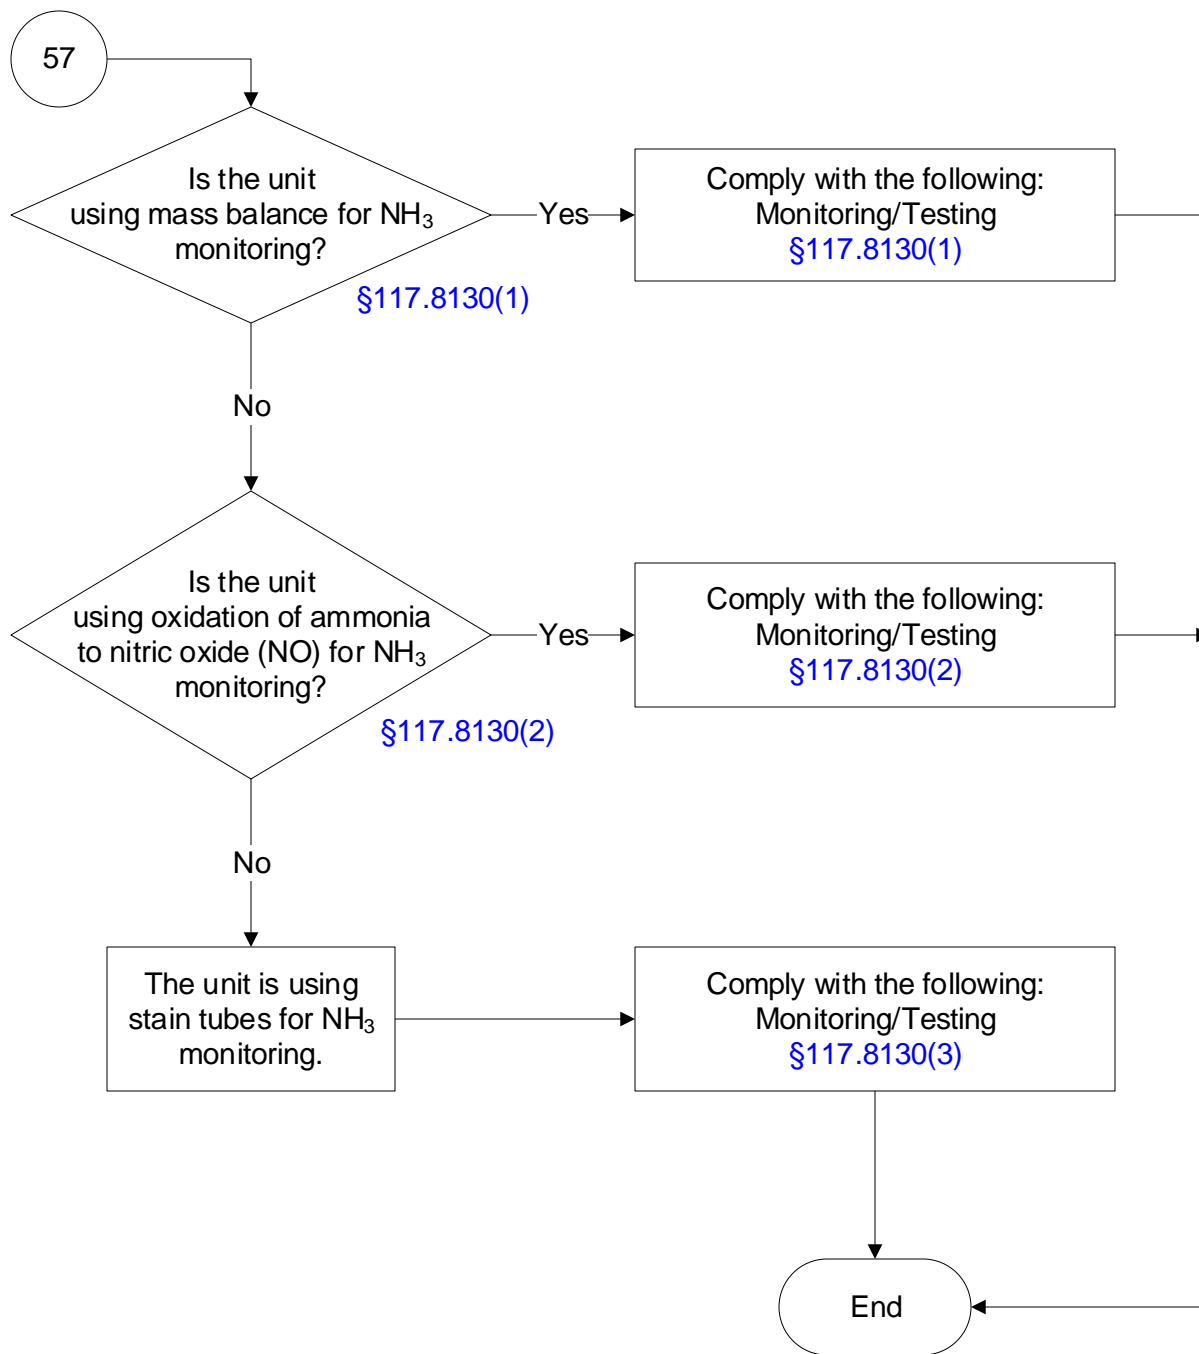 57
Is the unit
using mass balance for NH₃
monitoring?
§117.8130(1)
Yes
Comply with the following:
Monitoring/Testing
§117.8130(1)
No
Is the unit
using oxidation of ammonia
to nitric oxide (NO) for NH₃
monitoring?
§117.8130(2)
Yes
Comply with the following:
Monitoring/Testing
§117.8130(2)
No
The unit is using
stain tubes for NH₃
monitoring.
Comply with the following:
Monitoring/Testing
§117.8130(3)
End